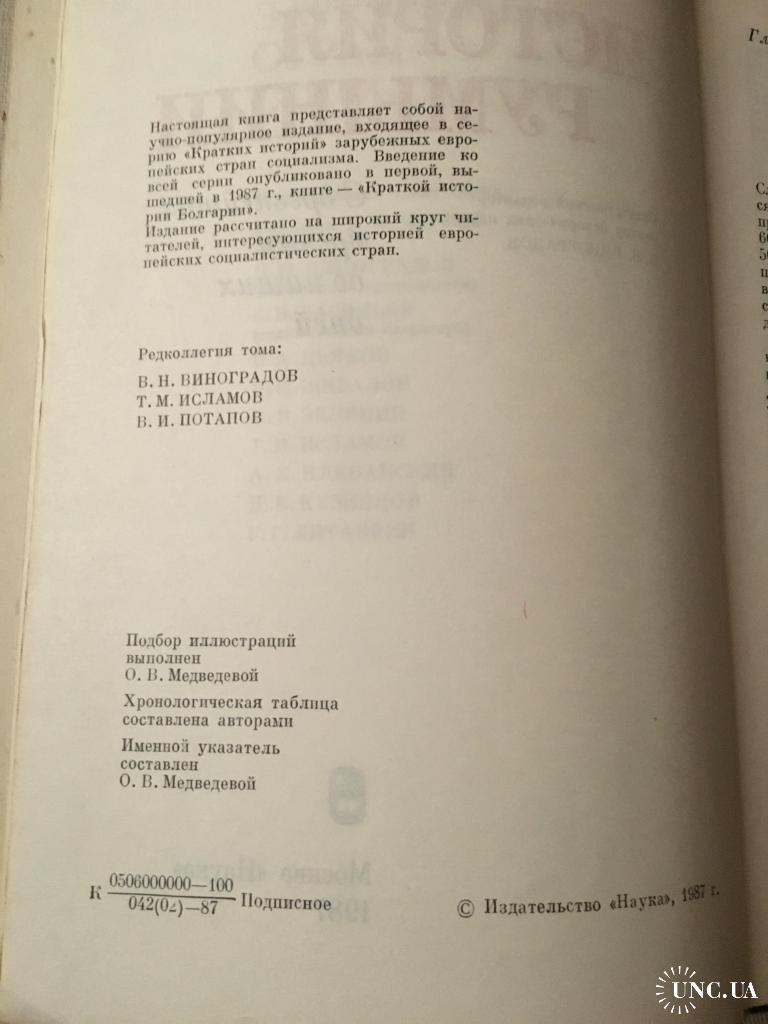 Настоящая книга представляет собой на-
учно-популярное издание, входящее в се-
рию «Кратких историй» зарубежных евро-
пейских стран социализма. Введение ко
всей серии опубликовано в первой, вы-
шедшей в 1987 г., книге — «Краткой исто-
рии Болгарии».
Издание рассчитано на широкий круг чи-
тателей, интересующихся историей евро-
пейских социалистических стран.
Редколлегия тома:
В. Н. ВИНОГРАДОВ
Т. М. ИСЛАМОВ
В. И. ПОТАПОВ
Подбор иллюстраций
выполнен
О. В. Медведевой
Хронологическая таблица
составлена авторами
Именной указатель
составлен
О. В. Медведевой
К 0506000000—100
042(02)—87 Подписное
© Издательство «Наука», 1987 г.
UNC.UA